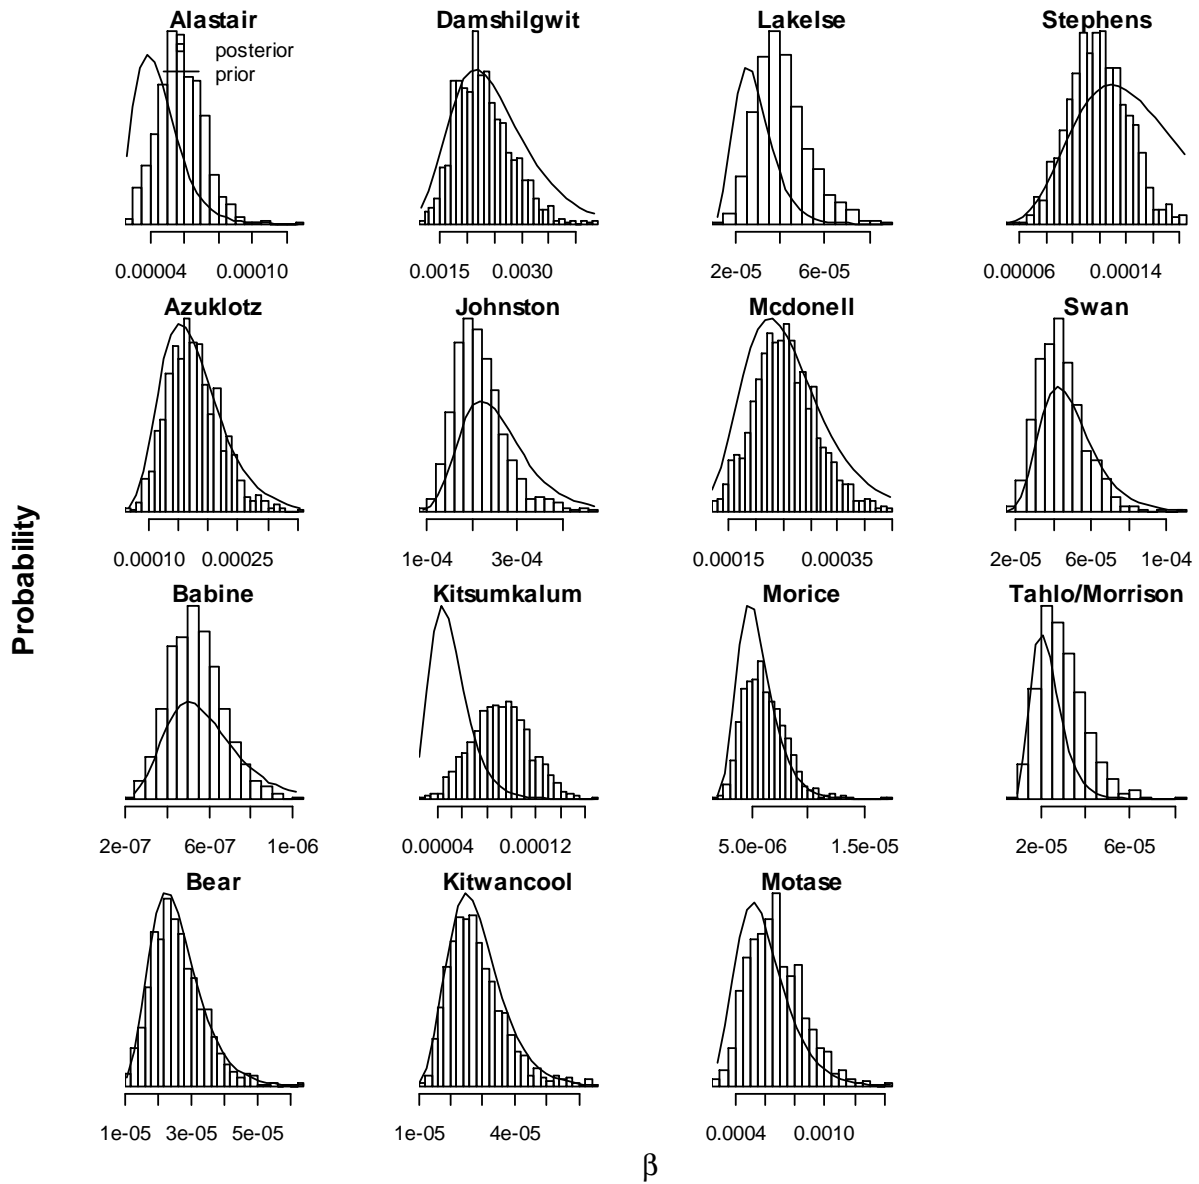 Alastair Damshilgwit Lakelse Stephens
posterior
prior
0.00004 0.00010 0.0015 0.0030 2e-05 6e-05 0.00006 0.00014
Azuklotz Johnston Mcdonell Swan
0.00010 0.00025 1e-04 3e-04 0.00015 0.00035 2e-05 6e-05 1e-04
Probability
Babine Kitsumkalum Morice Tahlo/Morrison
2e-07 6e-07 1e-06 0.00004 0.00012 5.0e-06 1.5e-05 2e-05 6e-05
Bear Kitwancool Motase
1e-05 3e-05 5e-05 1e-05 4e-05 0.0004 0.0010
β